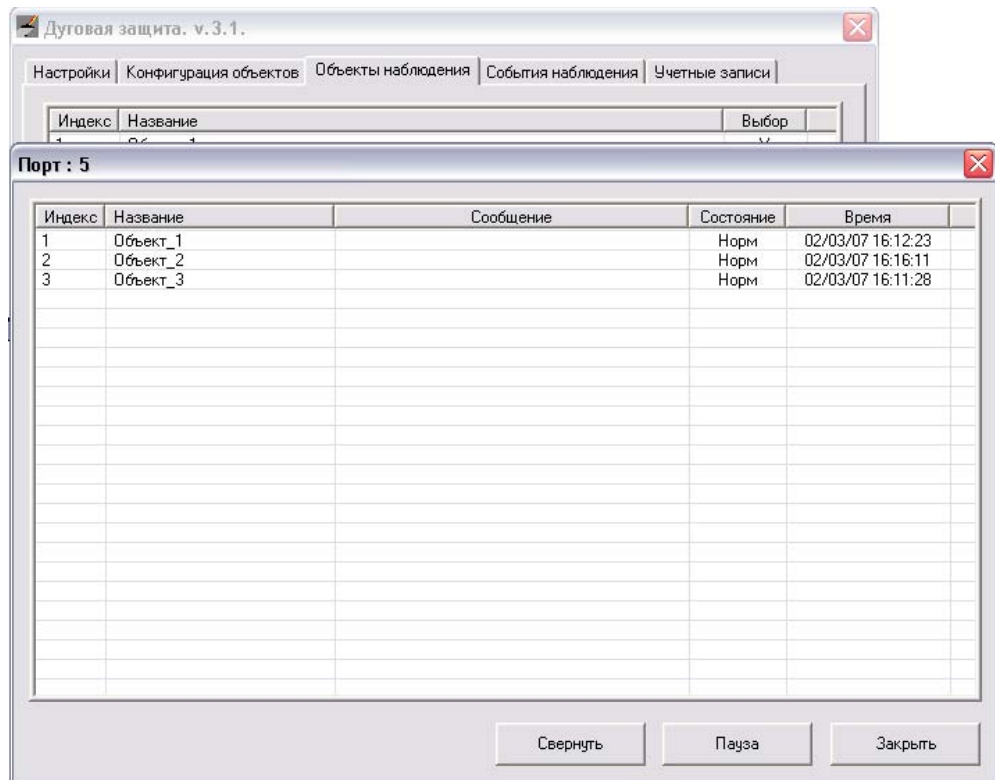 Дуговая защита. v.3.1.
Настройки Конфигурация объектов Объекты наблюдения События наблюдения Учетные записи
Индекс Название Выбор
Порт : 5
Индекс Название Сообщение Состояние Время
1 Объект_1 Норм 02/03/07 16:12:23
2 Объект_2 Норм 02/03/07 16:16:11
3 Объект_3 Норм 02/03/07 16:11:28
Свернуть Пауза Закрыть